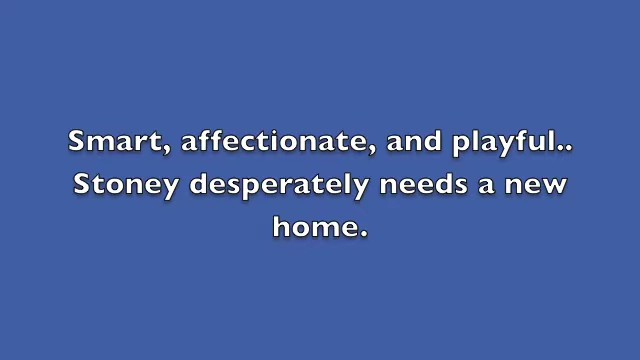 Smart, affectionate, and playful..
Stoney desperately needs a new
home.